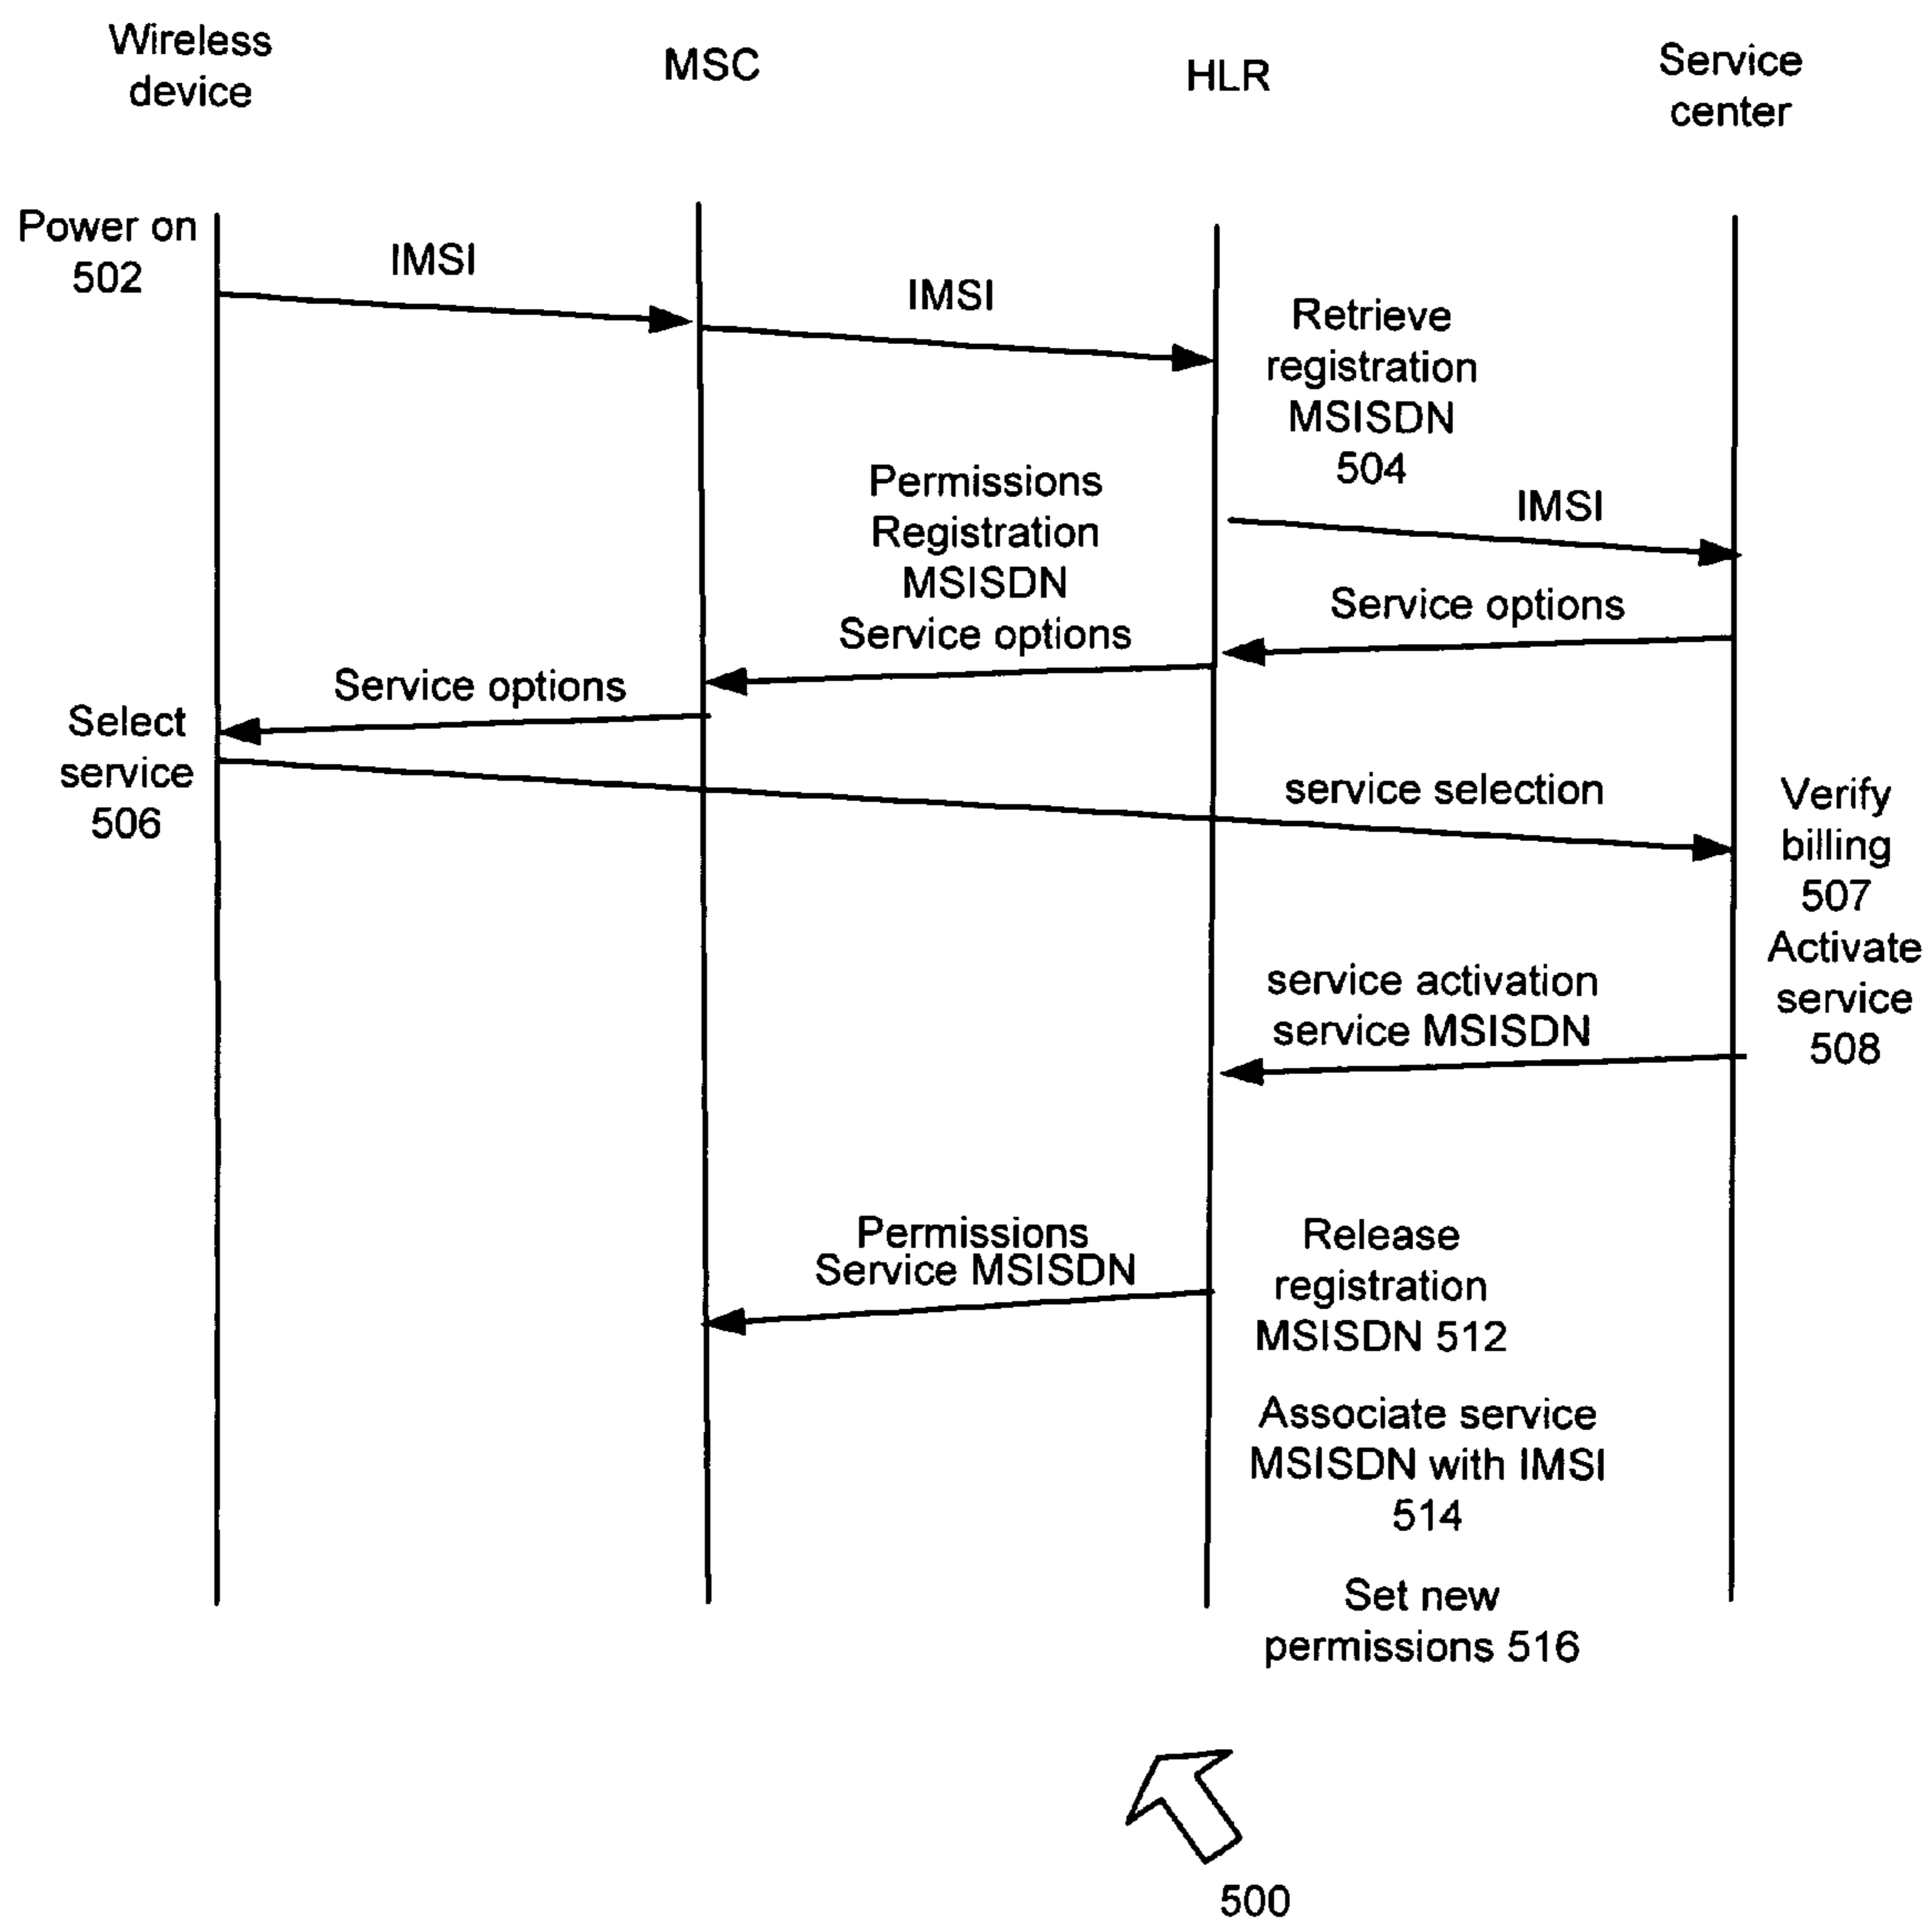 Wireless
device
MSC
HLR
Service
center
Power on
502
IMSI
IMSI
Retrieve
registration
MSISDN
504
IMSI
Permissions
Registration
MSISDN
Service options
Service options
Service options
Select
service
506
service selection
Verify
billing
507
Activate
service
508
service activation
service MSISDN
Permissions
Service MSISDN
Release
registration
MSISDN 512
Associate service
MSISDN with IMSI
514
Set new
permissions 516
500